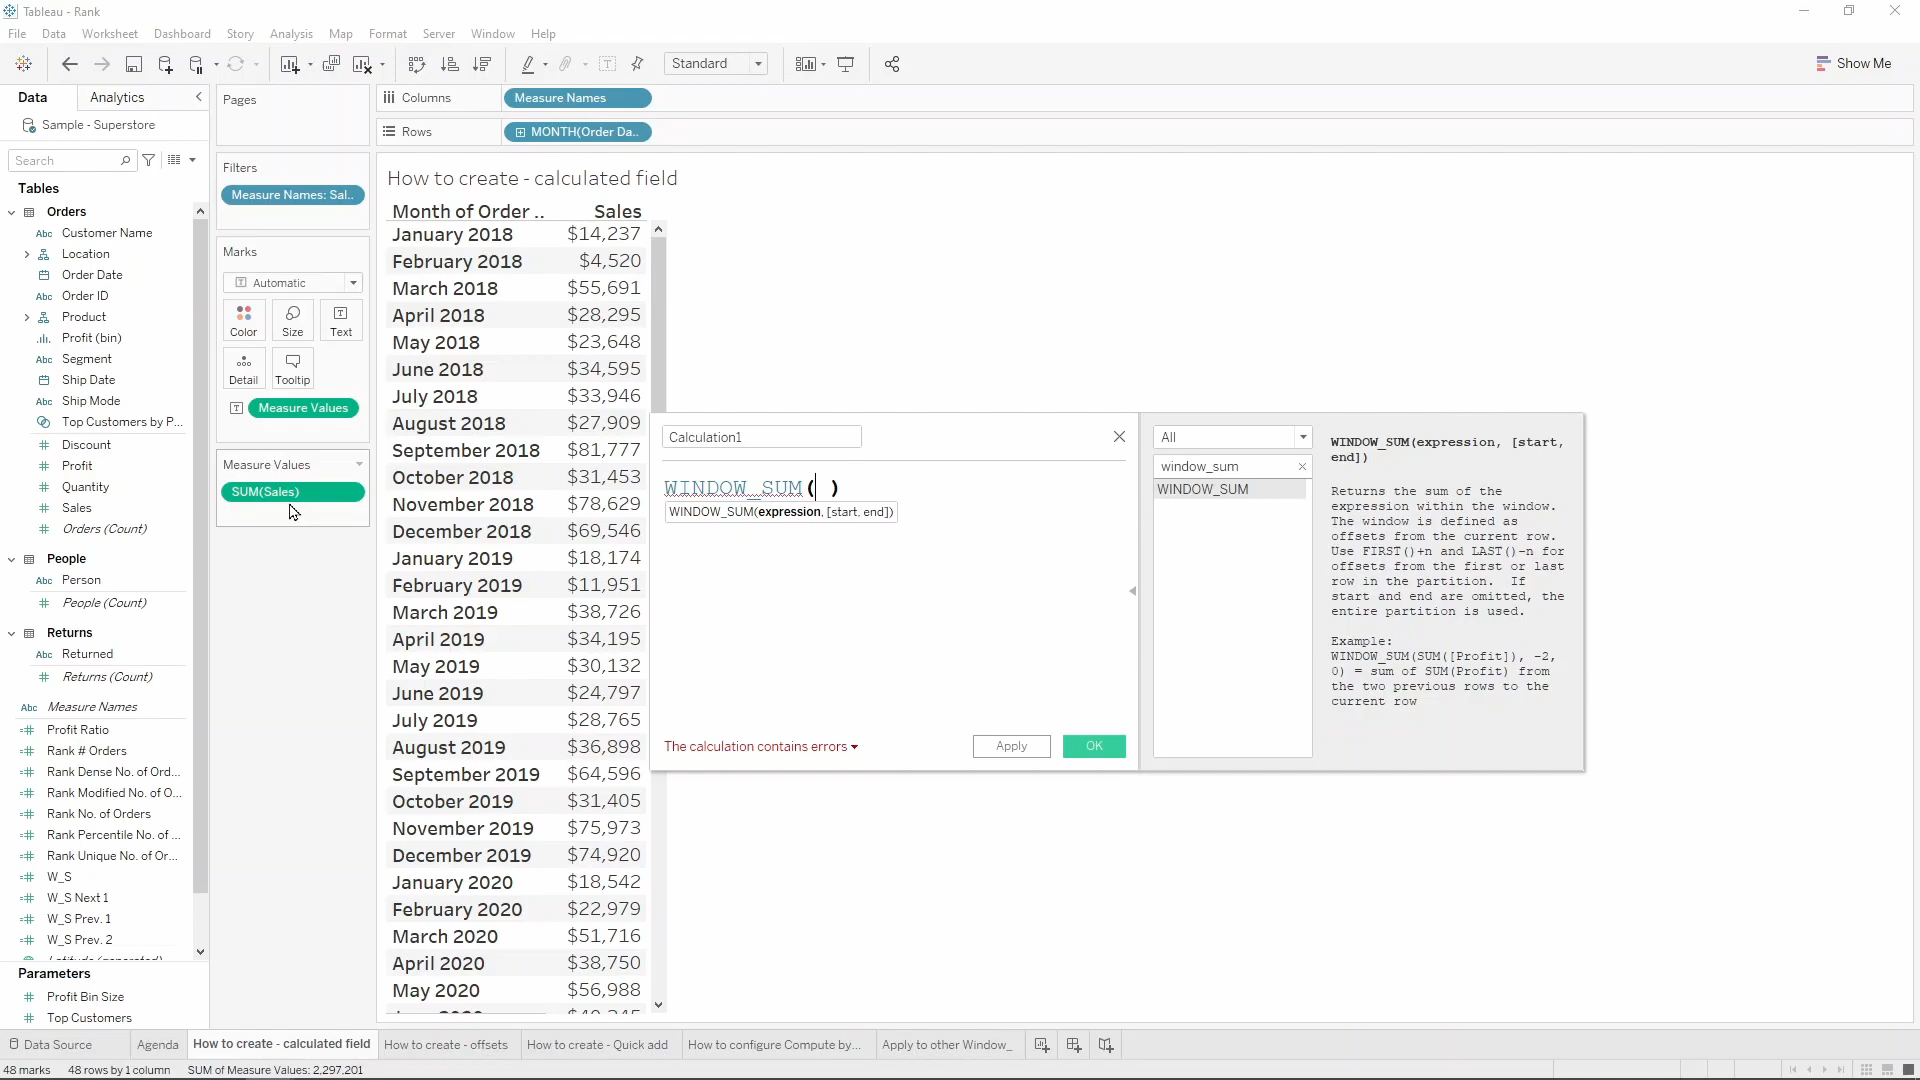 Tableau - Rank
File Data Worksheet Dashboard Story Analysis Map Format Server Window Help
Standard
Show Me
Data Analytics
Sample - Superstore
Search
Tables
Orders
Abc Customer Name
Location
Order Date
Abc Order ID
Product
Profit (bin)
Abc Segment
Ship Date
Abc Ship Mode
Top Customers by P...
Discount
Profit
Quantity
Sales
Orders (Count)
People
Abc Person
People (Count)
Returns
Abc Returned
Returns (Count)
Abc Measure Names
Profit Ratio
Rank # Orders
Rank Dense No. of Ord...
Rank Modified No. of O...
Rank No. of Orders
Rank Percentile No. of ...
Rank Unique No. of Or...
W_S
W_S Next 1
W_S Prev. 1
W_S Prev. 2
Latitude (generated)
Parameters
Profit Bin Size
Top Customers
Pages
Filters
Measure Names: Sal..
Marks
Automatic
Color Size Text
Detail Tooltip
Measure Values
Measure Values
SUM(Sales)
Columns Measure Names
Rows MONTH(Order Da..
How to create - calculated field
Month of Order .. Sales
January 2018 $14,237
February 2018 $4,520
March 2018 $55,691
April 2018 $28,295
May 2018 $23,648
June 2018 $34,595
July 2018 $33,946
August 2018 $27,909
September 2018 $81,777
October 2018 $31,453
November 2018 $78,629
December 2018 $69,546
January 2019 $18,174
February 2019 $11,951
March 2019 $38,726
April 2019 $34,195
May 2019 $30,132
June 2019 $24,797
July 2019 $28,765
August 2019 $36,898
September 2019 $64,596
October 2019 $31,405
November 2019 $75,973
December 2019 $74,920
January 2020 $18,542
February 2020 $22,979
March 2020 $51,716
April 2020 $38,750
May 2020 $56,988
Calculation1
WINDOW_SUM( )
WINDOW_SUM(expression, [start, end])
The calculation contains errors
Apply OK
All
window_sum
WINDOW_SUM
WINDOW_SUM(expression, [start,
end])
Returns the sum of the
expression within the window.
The window is defined as
offsets from the current row.
Use FIRST()+n and LAST()-n for
offsets from the first or last
row in the partition. If
start and end are omitted, the
entire partition is used.
Example:
WINDOW_SUM(SUM([Profit]), -2,
0) = sum of SUM(Profit) from
the two previous rows to the
current row
Data Source Agenda How to create - calculated field How to create - offsets How to create - Quick add How to configure Compute by... Apply to other Window_
48 marks 48 rows by 1 column SUM of Measure Values: 2,297,201